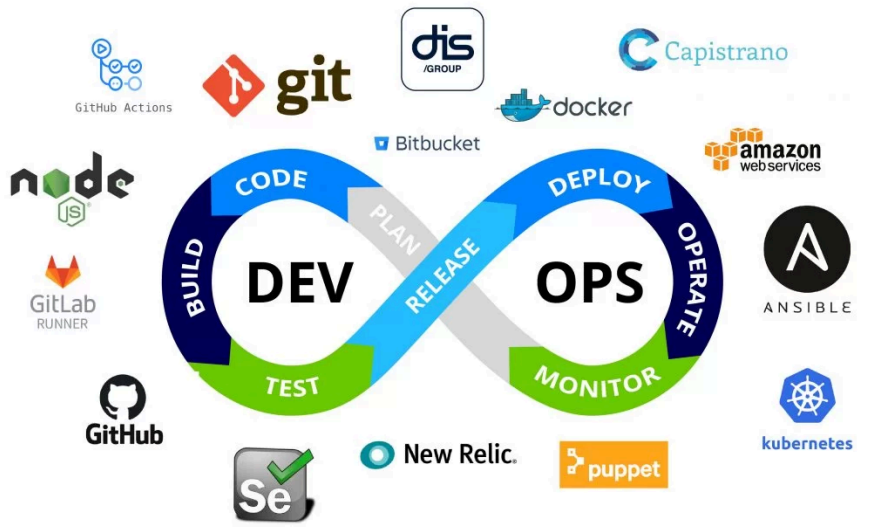 dis
/GROUP
Capistrano
GitHub Actions
git
docker
Bitbucket
amazon
web services
node
JS
®
CODE
DEPLOY
PLAN
BUILD
DEV
RELEASE
OPS
OPERATE
GitLab
RUNNER
ANSIBLE
TEST
MONITOR
GitHub
kubernetes
New Relic.
puppet
Se